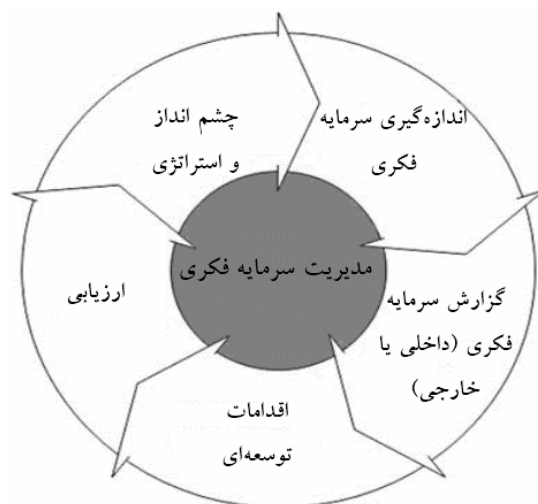 چشم انداز
و استراتژی
اندازه‌گیری سرمایه
فکری
گزارش سرمایه
فکری (داخلی یا
خارجی)
اقدامات
توسعه‌ای
ارزیابی
مدیریت سرمایه فکری